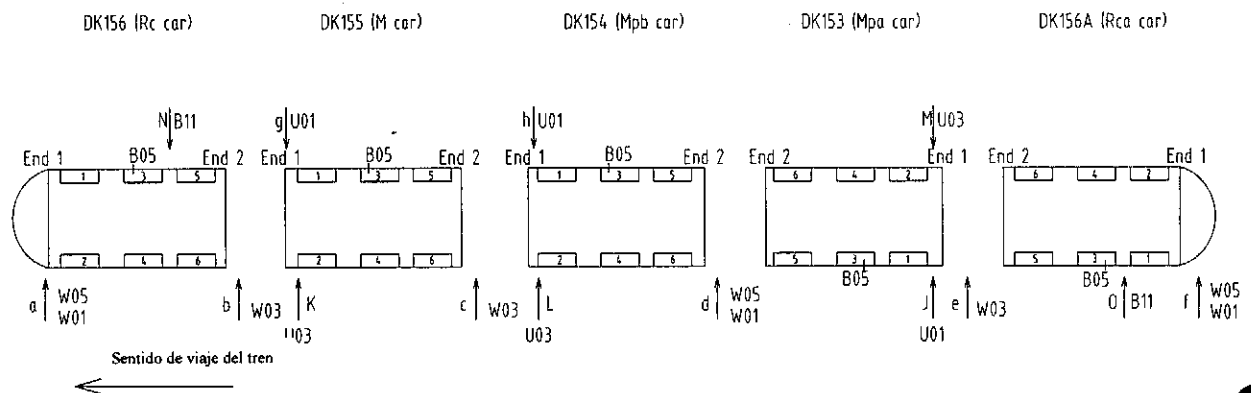 DK156 (Rc car) DK155 (M car) DK154 (Mpb car) DK153 (Mpa car) DK156A (Rca car)
N B11 g U01 h U01 M U03
End 1 B05 End 2 End 1 B05 End 2 End 1 B05 End 2 End 2 End 1 End 2 End 1
1 3 5 1 3 5 1 3 5 6 4 2 6 4 2
2 4 6 2 4 6 2 4 6 5 3 1 5 3 1
B05 B05
a W05 b W03 K c W03 L d W05 J e W03 O B11 f W05
W01 U03 U03 W01 U01 W01
Sentido de viaje del tren